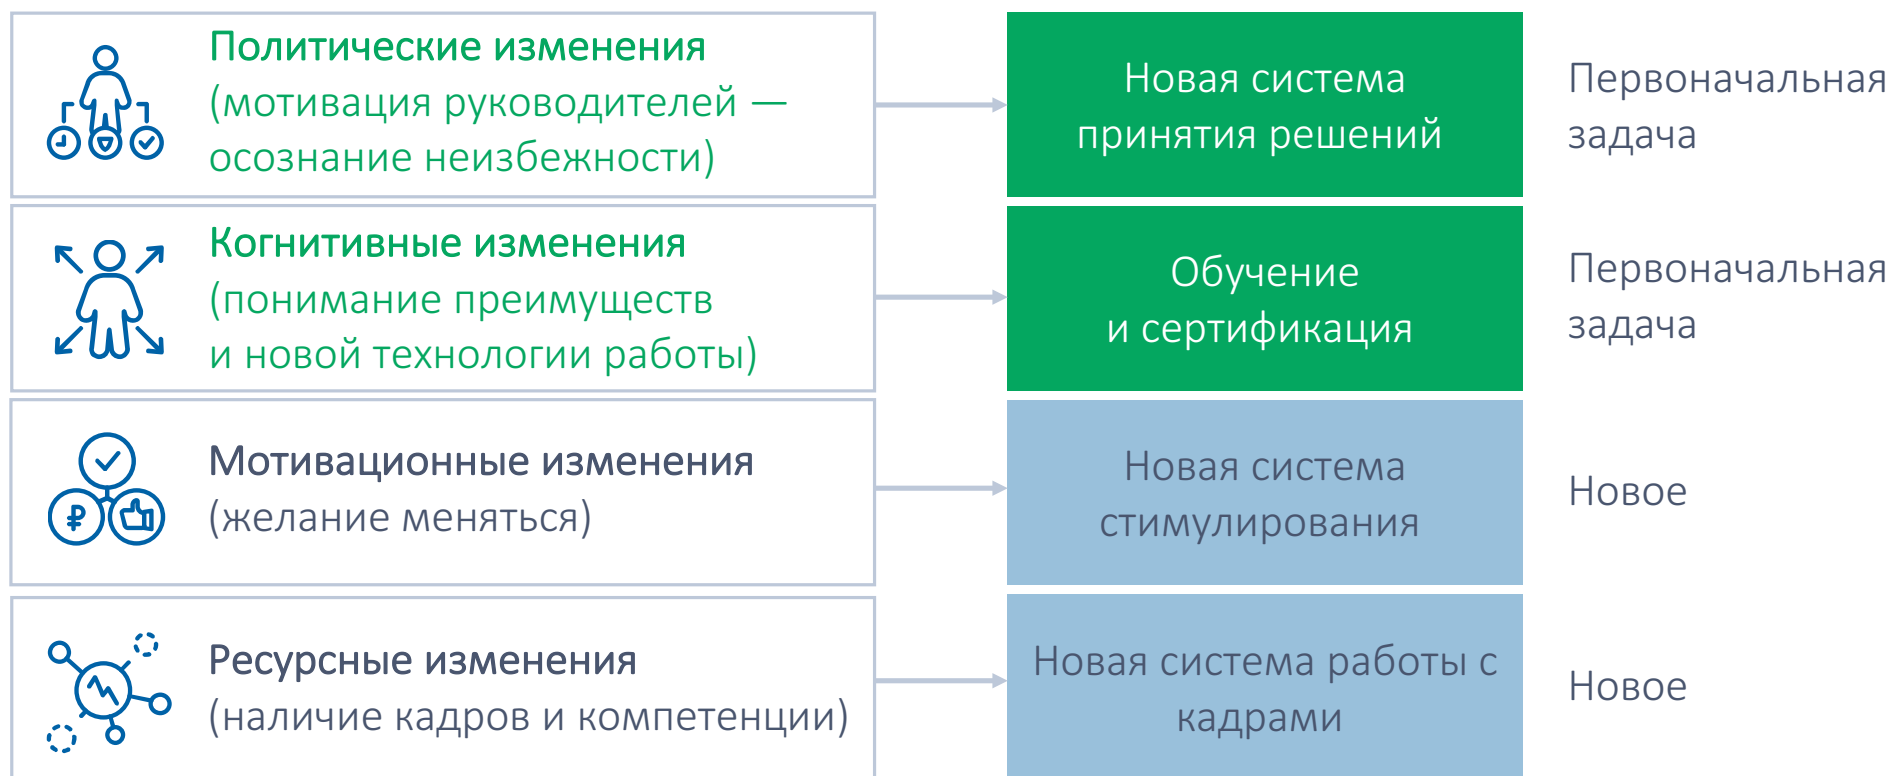 Политические изменения
(мотивация руководителей —
осознание неизбежности)
Новая система
принятия решений
Первоначальная
задача
Когнитивные изменения
(понимание преимуществ
и новой технологии работы)
Обучение
и сертификация
Первоначальная
задача
Мотивационные изменения
(желание меняться)
Новая система
стимулирования
Новое
Ресурсные изменения
(наличие кадров и компетенции)
Новая система работы с
кадрами
Новое